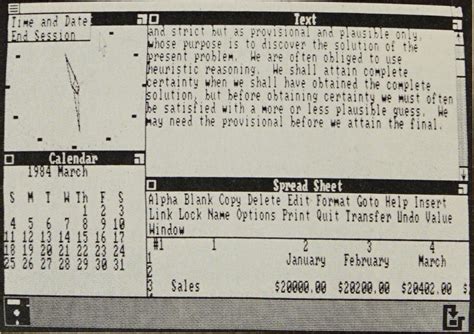 Time and Date
End Session
Text
and strict but as provisional and plausible only,
whose purpose is to discover the solution of the
present problem. We are often obliged to use
heuristic reasoning. We shall attain complete
certainty when we shall have obtained the complete
solution, but before obtaining certainty we must often
be satisfied with a more or less plausible guess. We
may need the provisional before we attain the final.
Calendar
1984 March
S M T W Th F S
1 2 3
4 5 6 7 8 9 10
11 12 13 14 15 16 17
18 19 20 21 22 23 24
25 26 27 28 29 30 31
Spread Sheet
Alpha Blank Copy Delete Edit Format Goto Help Insert
Link Lock Name Options Print Quit Transfer Undo Value
Window
#1 1 2 3 4
1 January February March
2
3 Sales $20000.00 $20200.00 $20402.00